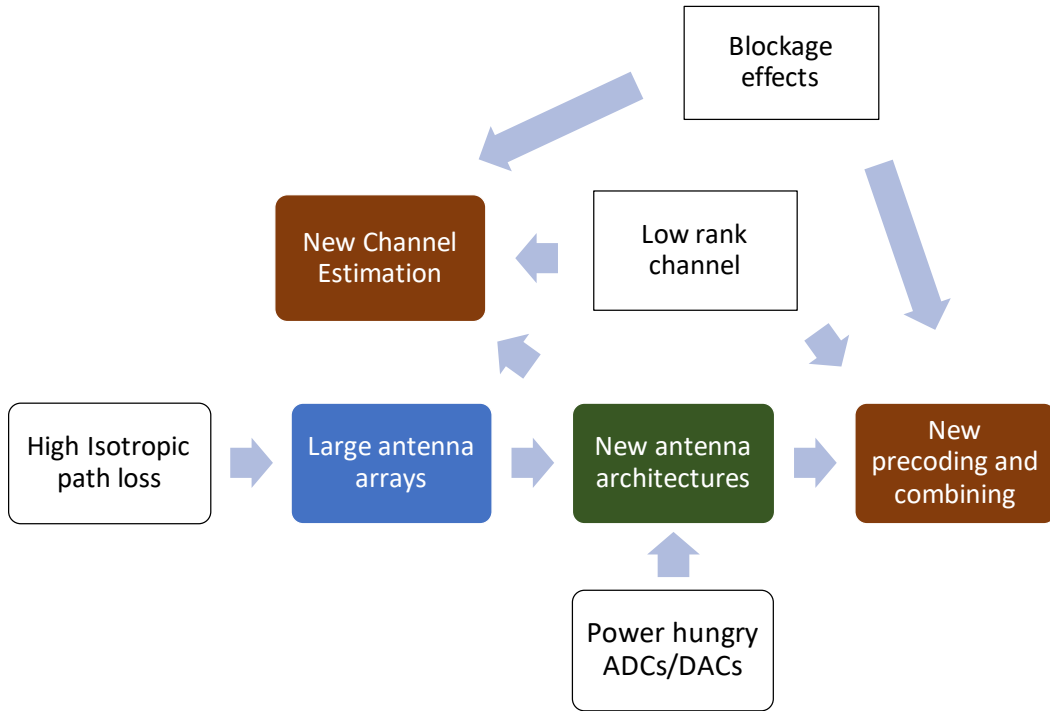 Blockage
effects
New Channel
Estimation
Low rank
channel
High Isotropic
path loss
Large antenna
arrays
New antenna
architectures
New
precoding and
combining
Power hungry
ADCs/DACs